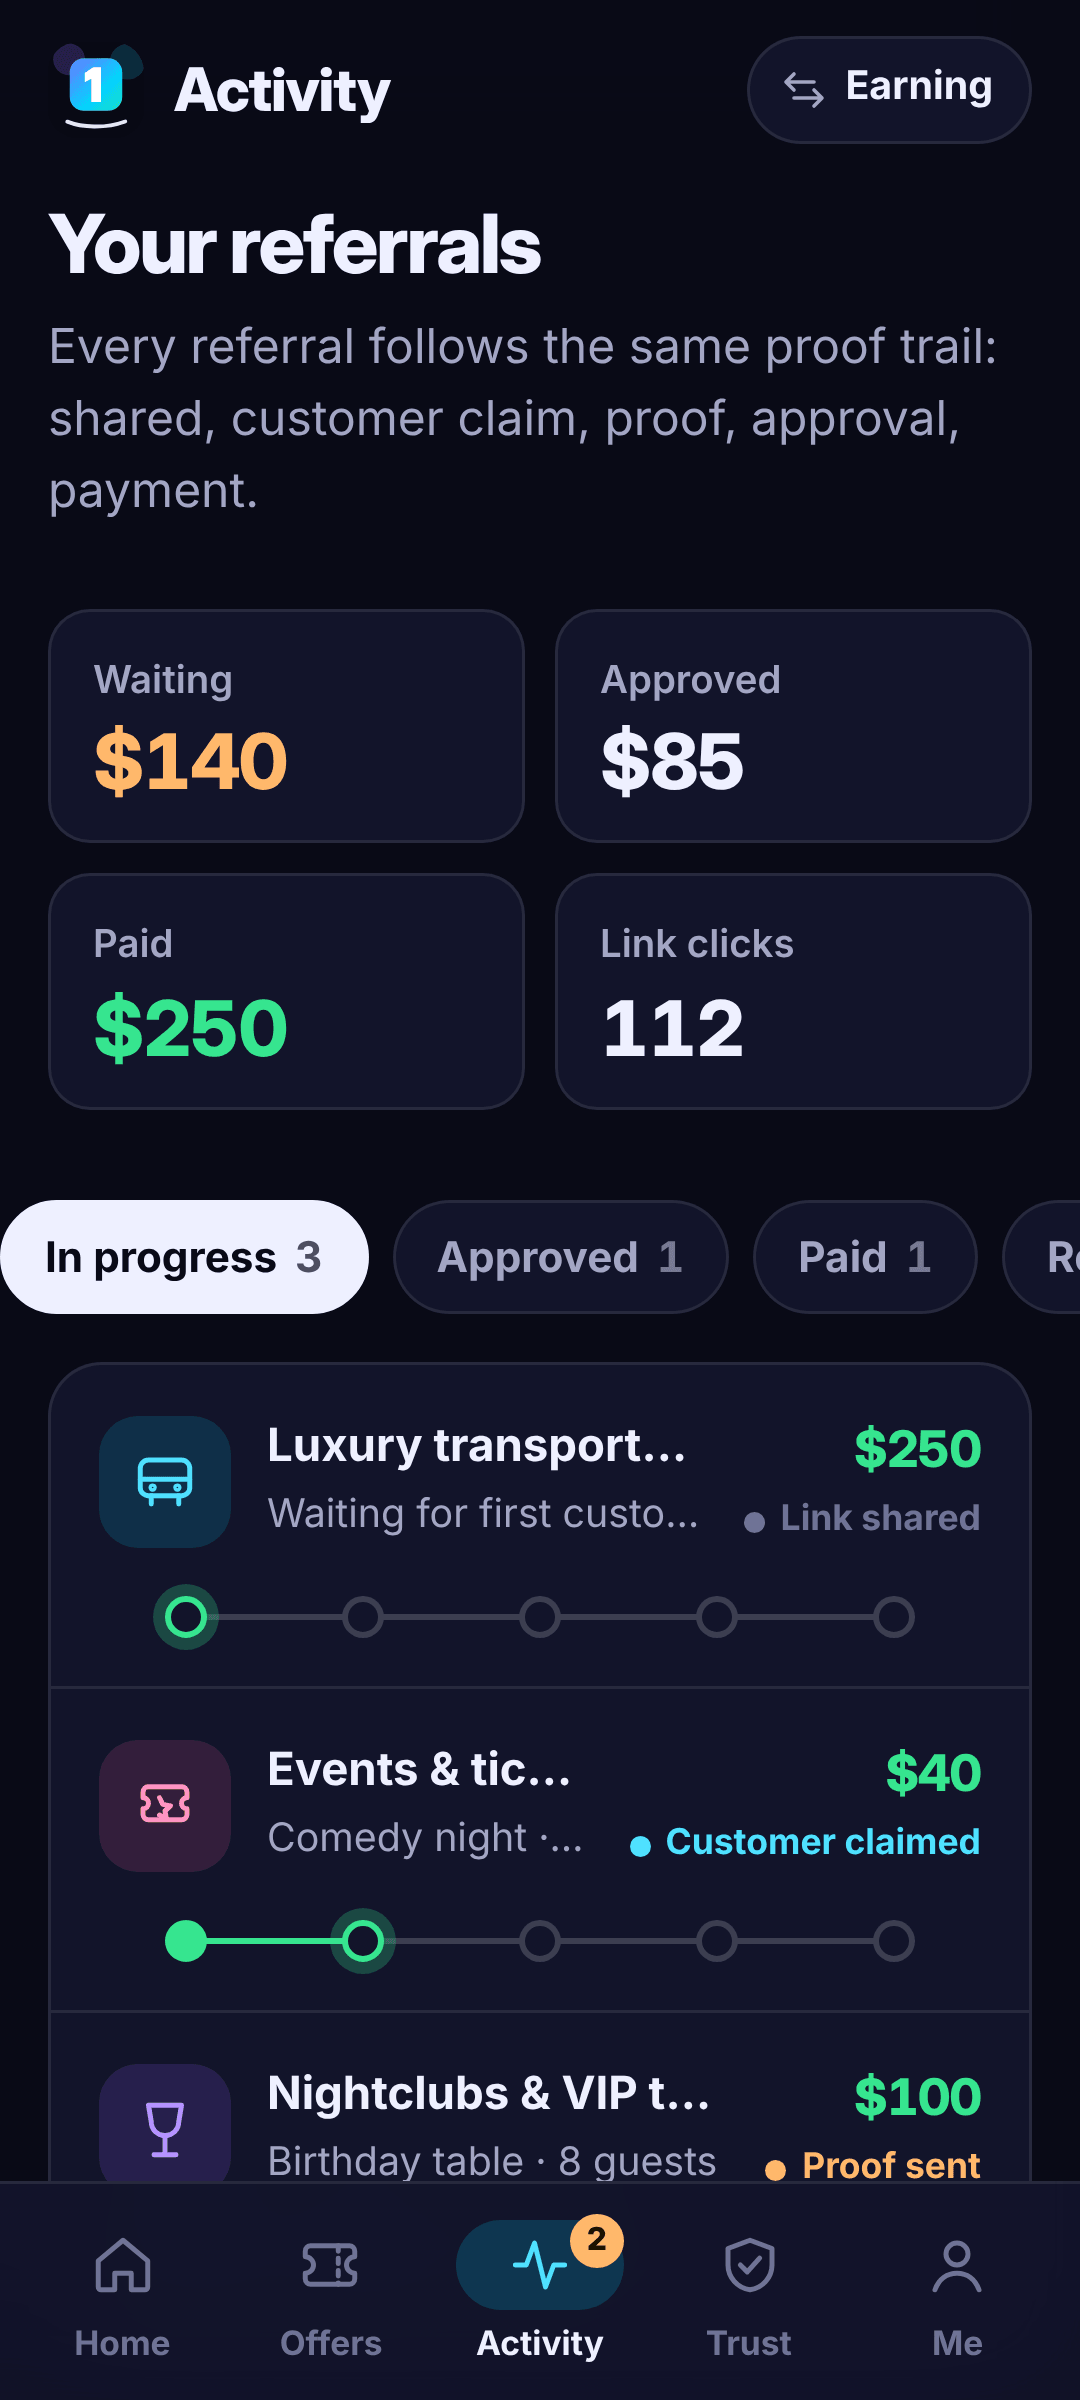 1
Activity
Earning
Your referrals
Every referral follows the same proof trail:
shared, customer claim, proof, approval,
payment.
Waiting
$140
Approved
$85
Paid
$250
Link clicks
112
In progress 3
Approved 1
Paid 1
Luxury transport...
$250
Waiting for first custo...
Link shared
Events & tic...
$40
Comedy night ·...
Customer claimed
Nightclubs & VIP t...
$100
Birthday table · 8 guests
Proof sent
2
Home
Offers
Activity
Trust
Me